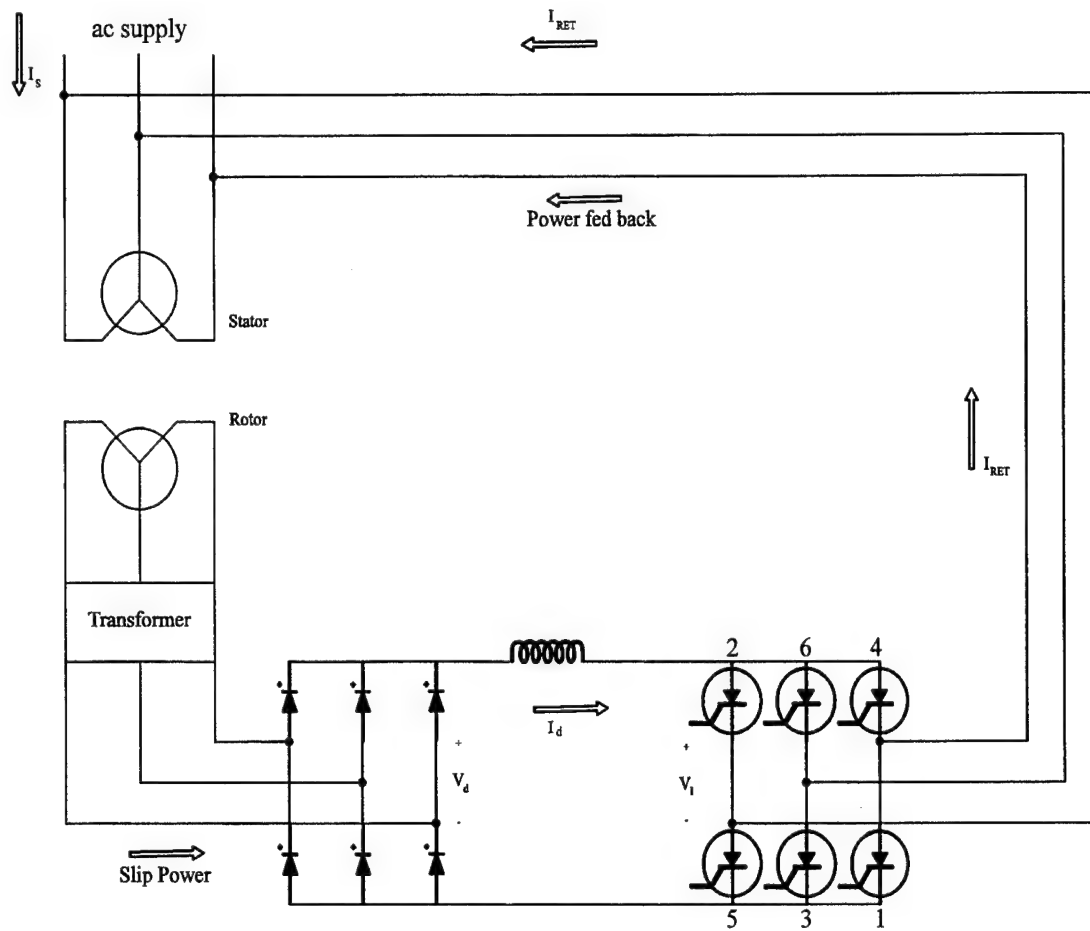 I_RET
ac supply
I_s
Power fed back
Stator
Rotor
I_RET
Transformer
2 6 4
+ + +
I_d
+ +
V_d V_1
- -
+ + +
Slip Power
5 3 1